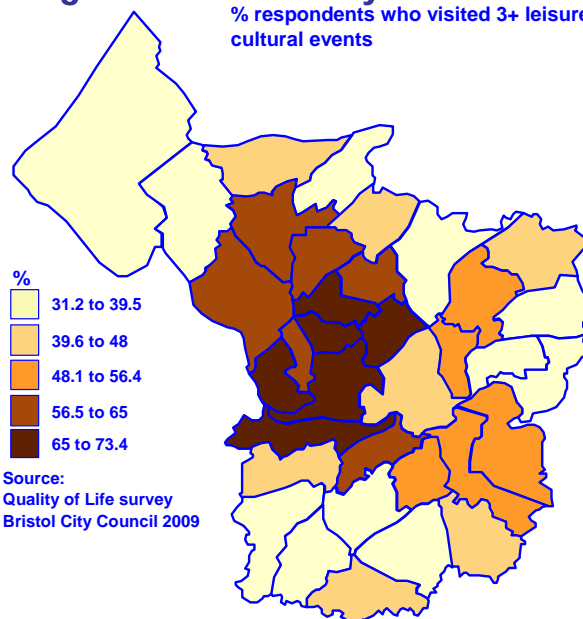 % respondents who visited 3+ leisure
cultural events
%
31.2 to 39.5
39.6 to 48
48.1 to 56.4
56.5 to 65
65 to 73.4
Source:
Quality of Life survey
Bristol City Council 2009